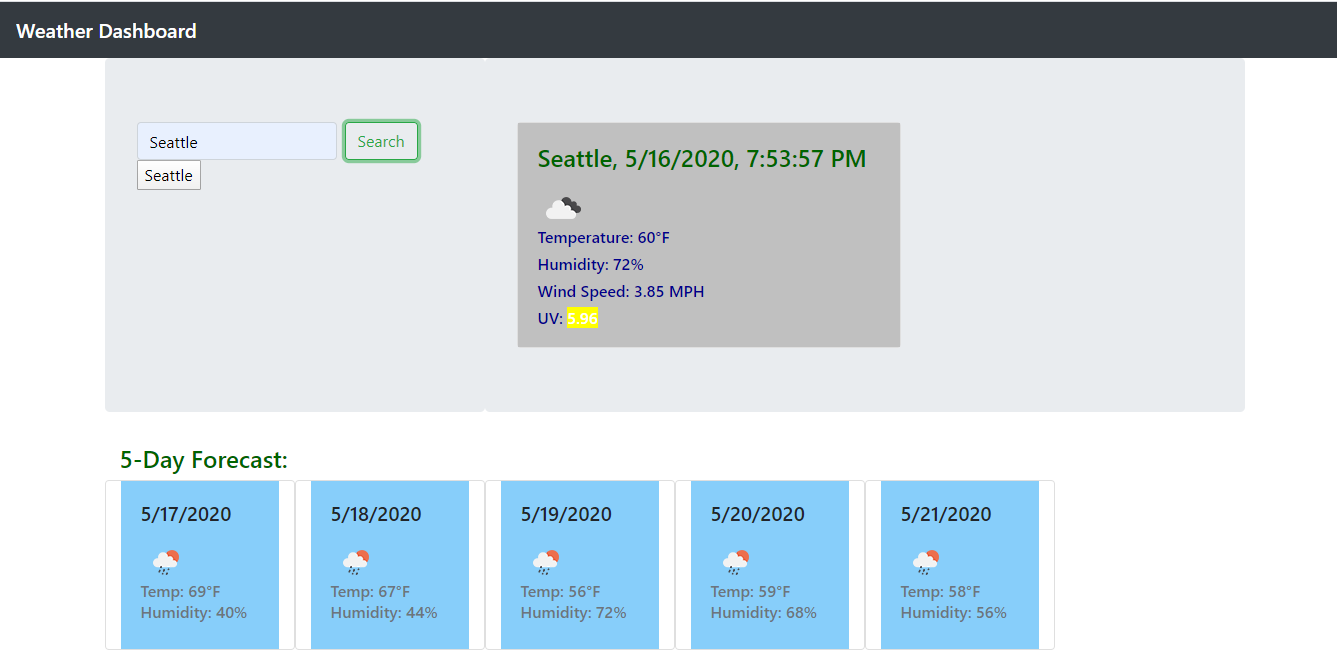 Weather Dashboard
Seattle
Search
Seattle
Seattle, 5/16/2020, 7:53:57 PM
Temperature: 60°F
Humidity: 72%
Wind Speed: 3.85 MPH
UV: 5.96
5-Day Forecast:
5/17/2020
Temp: 69°F
Humidity: 40%
5/18/2020
Temp: 67°F
Humidity: 44%
5/19/2020
Temp: 56°F
Humidity: 72%
5/20/2020
Temp: 59°F
Humidity: 68%
5/21/2020
Temp: 58°F
Humidity: 56%